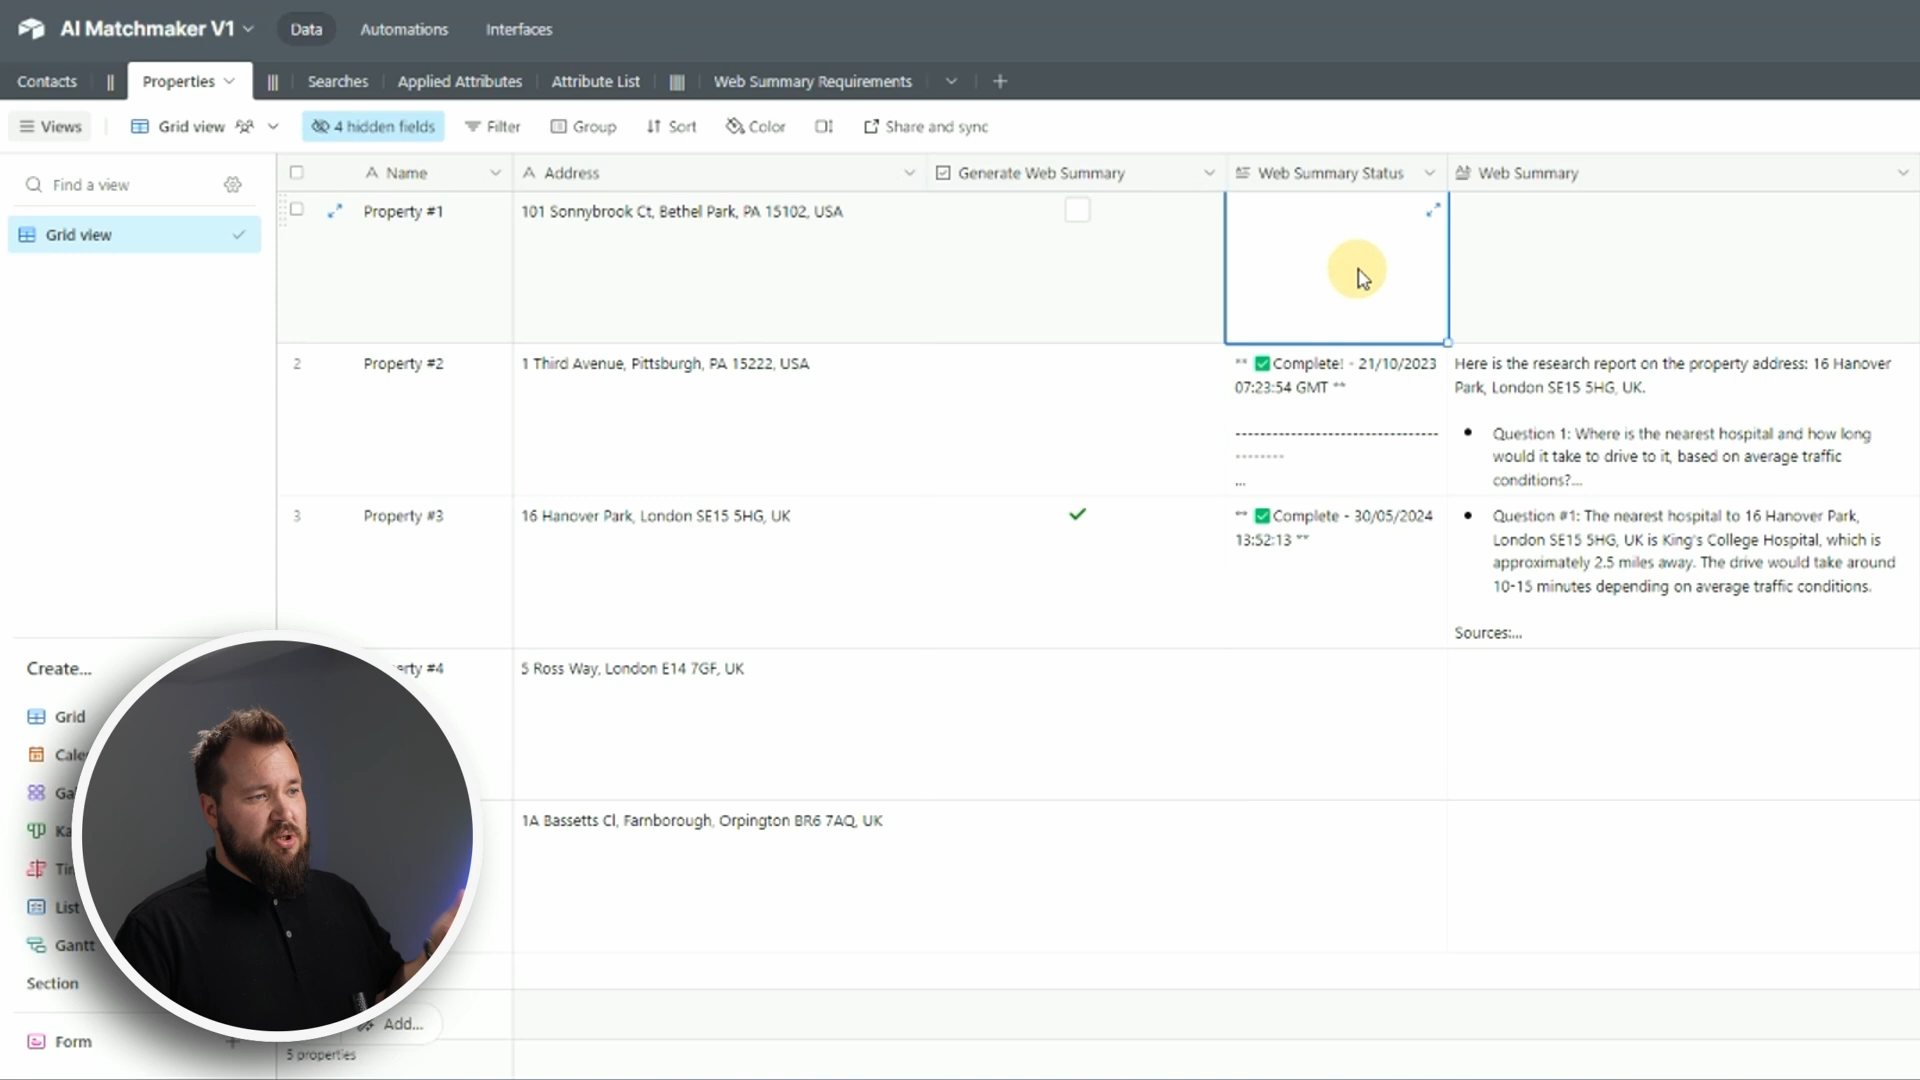 AI Matchmaker V1
Data
Automations
Interfaces
Contacts
Properties
Searches
Applied Attributes
Attribute List
Web Summary Requirements
Views
Grid view
4 hidden fields
Filter
Group
Sort
Color
Share and sync
Find a view
Grid view
Name
Address
Generate Web Summary
Web Summary Status
Web Summary
Property #1
101 Sonnybrook Ct, Bethel Park, PA 15102, USA
2
Property #2
1 Third Avenue, Pittsburgh, PA 15222, USA
** ✅Complete! - 21/10/2023
07:23:54 GMT **
------------------------------
--------
...
Here is the research report on the property address: 16 Hanover
Park, London SE15 5HG, UK.
• Question 1: Where is the nearest hospital and how long
would it take to drive to it, based on average traffic
conditions?...
3
Property #3
16 Hanover Park, London SE15 5HG, UK
** ✅Complete - 30/05/2024
13:52:13 **
• Question #1: The nearest hospital to 16 Hanover Park,
London SE15 5HG, UK is King's College Hospital, which is
approximately 2.5 miles away. The drive would take around
10-15 minutes depending on average traffic conditions.
Sources:...
erty #4
5 Ross Way, London E14 7GF, UK
1A Bassetts Cl, Farnborough, Orpington BR6 7AQ, UK
Create...
Grid
Cale
Ga
Ka
Ti
List
Gantt
Section
Form
Add...
5 properties